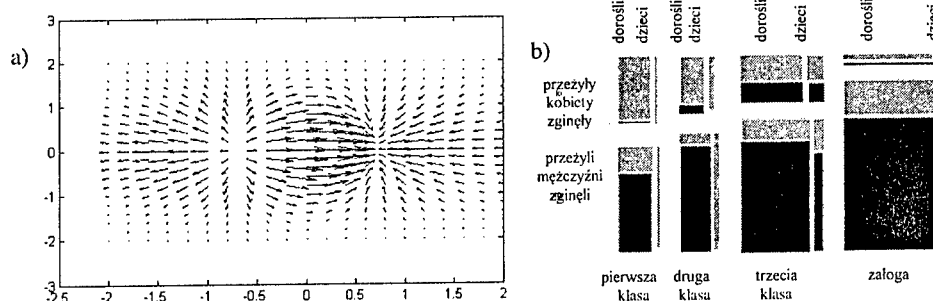 a)
3
2
1
0
-1
-2
-3
-2.5 -2 -1.5 -1 -0.5 0 0.5 1 1.5 2
b)
dorośli
dzieci
dorośli
dzieci
dorośli
dzieci
dorośli
dzieci
przeżyły
kobiety
zginęły
przeżyli
mężczyźni
zginęli
pierwsza
klasa
druga
klasa
trzecia
klasa
załoga